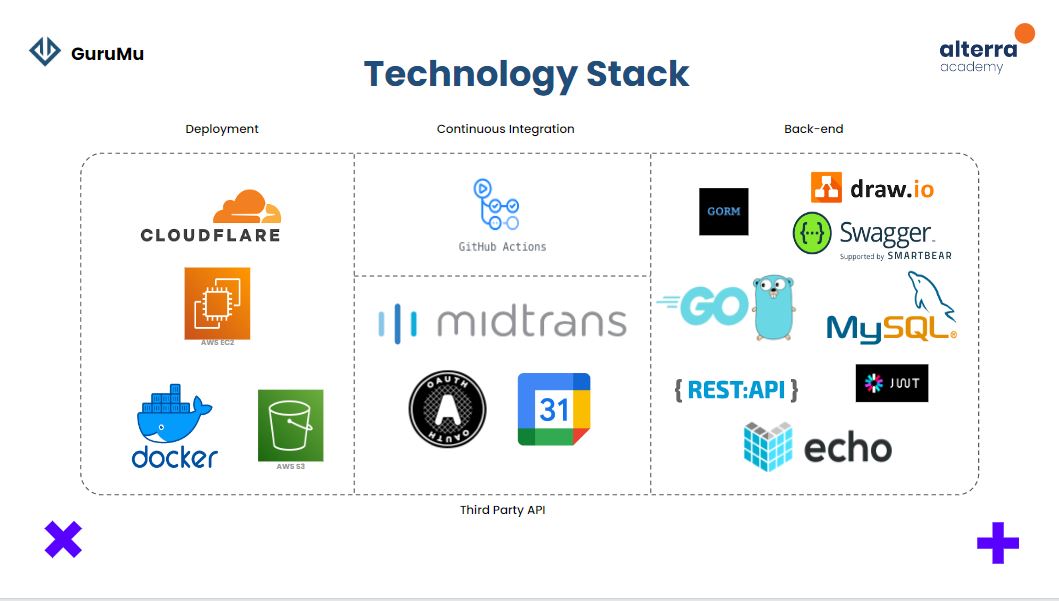 GuruMu
alterra
academy
Technology Stack
Deployment
Continuous Integration
Back-end
CLOUDFLARE
AWS EC2
docker
AWS S3
GitHub Actions
midtrans
OAUTH
A
OAUTH
31
GORM
draw.io
{···} Swagger™
Supported by SMARTBEAR
GO
MySQL®
{ REST:API }
JWT
echo
Third Party API